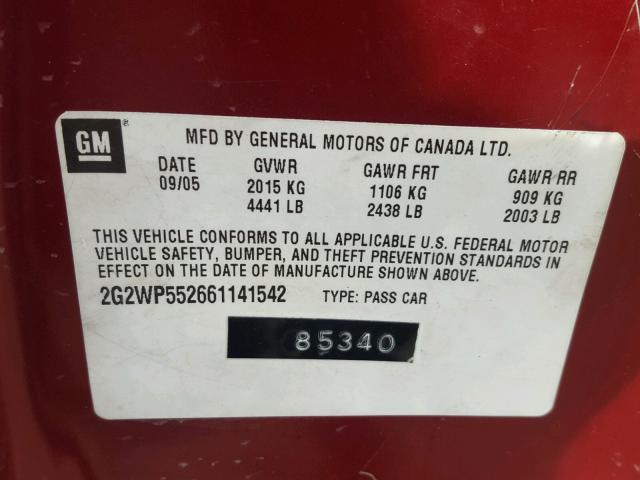 GM
MFD BY GENERAL MOTORS OF CANADA LTD.
DATE GVWR GAWR FRT GAWR RR
09/05 2015 KG 1106 KG 909 KG
4441 LB 2438 LB 2003 LB
THIS VEHICLE CONFORMS TO ALL APPLICABLE U.S. FEDERAL MOTOR
VEHICLE SAFETY, BUMPER, AND THEFT PREVENTION STANDARDS IN
EFFECT ON THE DATE OF MANUFACTURE SHOWN ABOVE.
2G2WP552661141542 TYPE: PASS CAR
85340